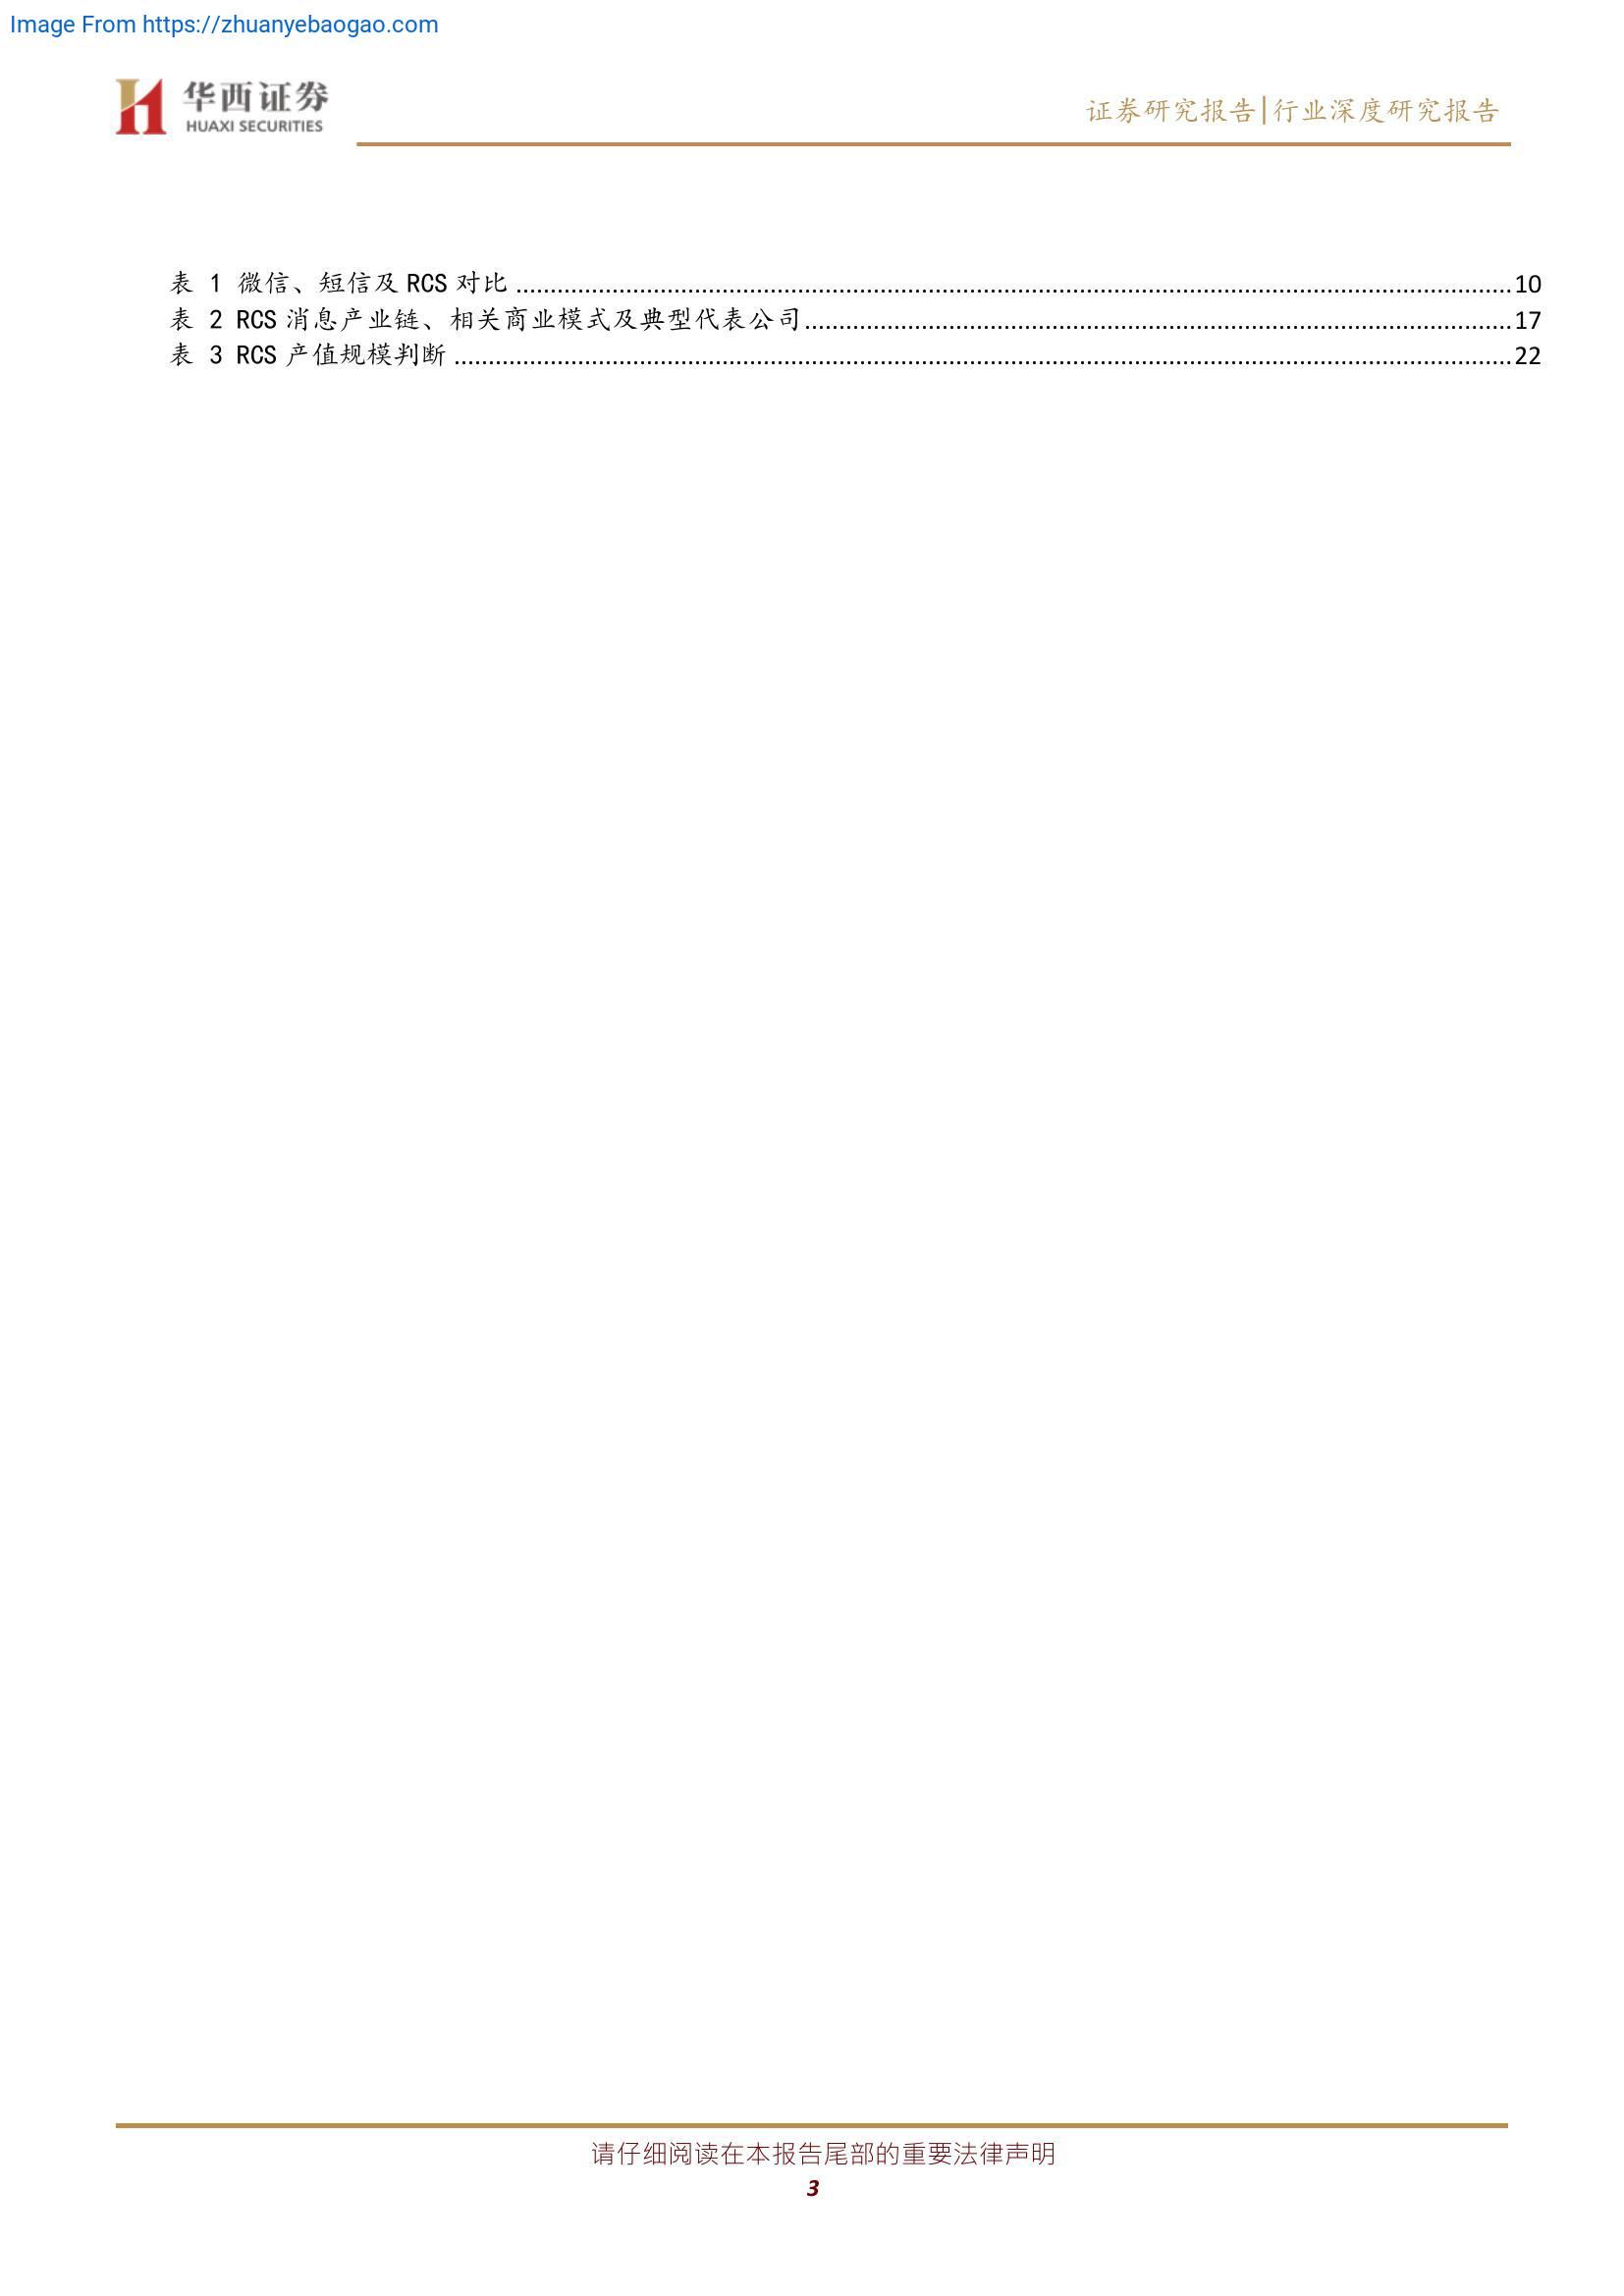 Image From https://zhuanyebaogao.com
华西证券
HUAXI SECURITIES
证券研究报告|行业深度研究报告
表 1 微信、短信及 RCS 对比 10
表 2 RCS 消息产业链、相关商业模式及典型代表公司 17
表 3 RCS 产值规模判断 22
请仔细阅读在本报告尾部的重要法律声明
3